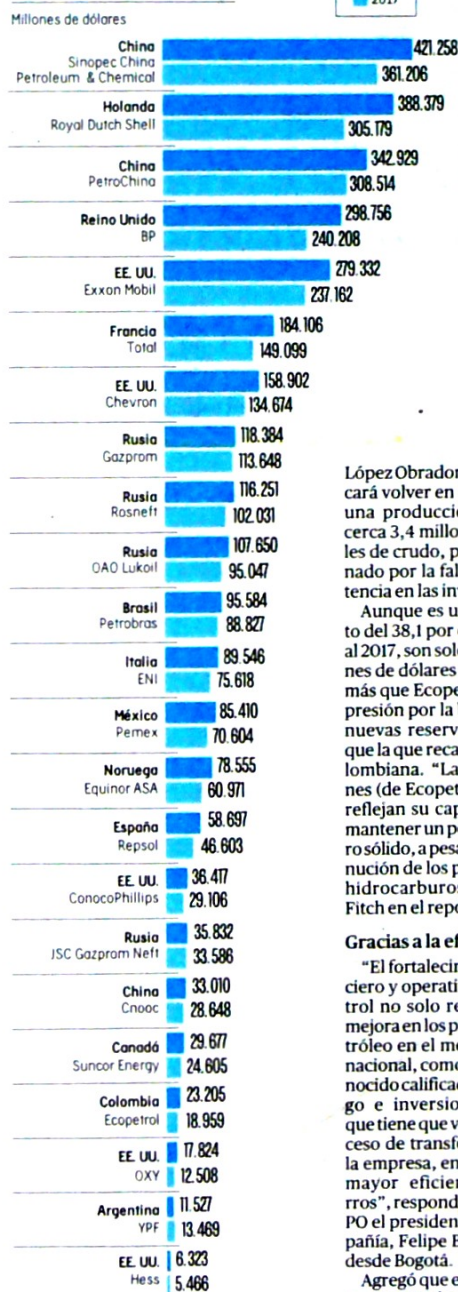 2017
Millones de dólares
China
Sinopec China
Petroleum & Chemical
421.258
361.206
Holanda
Royal Dutch Shell
388.379
305.179
China
PetroChina
342.929
308.514
Reino Unido
BP
298.756
240.208
EE. UU.
Exxon Mobil
279.332
237.162
Francia
Total
184.106
149.099
EE. UU.
Chevron
158.902
134.674
Rusia
Gazprom
118.384
113.648
Rusia
Rosneft
116.251
102.031
Rusia
OAO Lukoil
107.650
95.047
Brasil
Petrobras
95.584
88.827
Italia
ENI
89.546
75.618
México
Pemex
85.410
70.604
Noruega
Equinor ASA
78.555
60.971
España
Repsol
58.697
46.603
EE. UU.
ConocoPhillips
36.417
29.106
Rusia
JSC Gazprom Neft
35.832
33.586
China
Cnooc
33.010
28.648
Canadá
Suncor Energy
29.677
24.605
Colombia
Ecopetrol
23.205
18.959
EE. UU.
OXY
17.824
12.508
Argentina
YPF
11.527
13.469
EE. UU.
Hess
6.323
5.466
López Obrador
cará volver en
una producci
cerca 3,4 millo
les de crudo, p
nado por la fal
tencia en las in
Aunque es u
to del 38,1 por
al 2017, son solo
nes de dólares
más que Ecope
presión por la
nuevas reserv
que la que reca
lombiana. “La
nes (de Ecopet
reflejan su cap
mantener un p
ro sólido, a pesa
nución de los p
hidrocarburo
Fitch en el repo
Gracias a la ef
“El fortalecir
ciero y operati
trol no solo re
mejora en los p
tróleo en el me
nacional, como
nocido calificad
go e inversio
que tiene que v
ceso de transfo
la empresa, en
mayor eficien
rros”, respond
PO el presiden
pañía, Felipe B
desde Bogotá.
Agregó que e